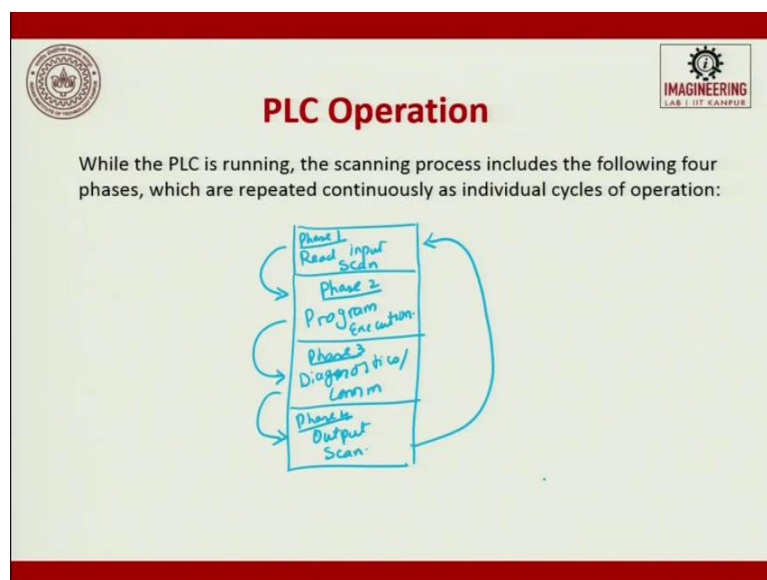 IMAGINEERING
LAB | IIT KANPUR
PLC Operation
While the PLC is running, the scanning process includes the following four
phases, which are repeated continuously as individual cycles of operation:
Phase 1
Read input
scan
Phase 2
Program
Execution.
Phase 3
Diagnostics/
Comm
Phase 4
Output
Scan.